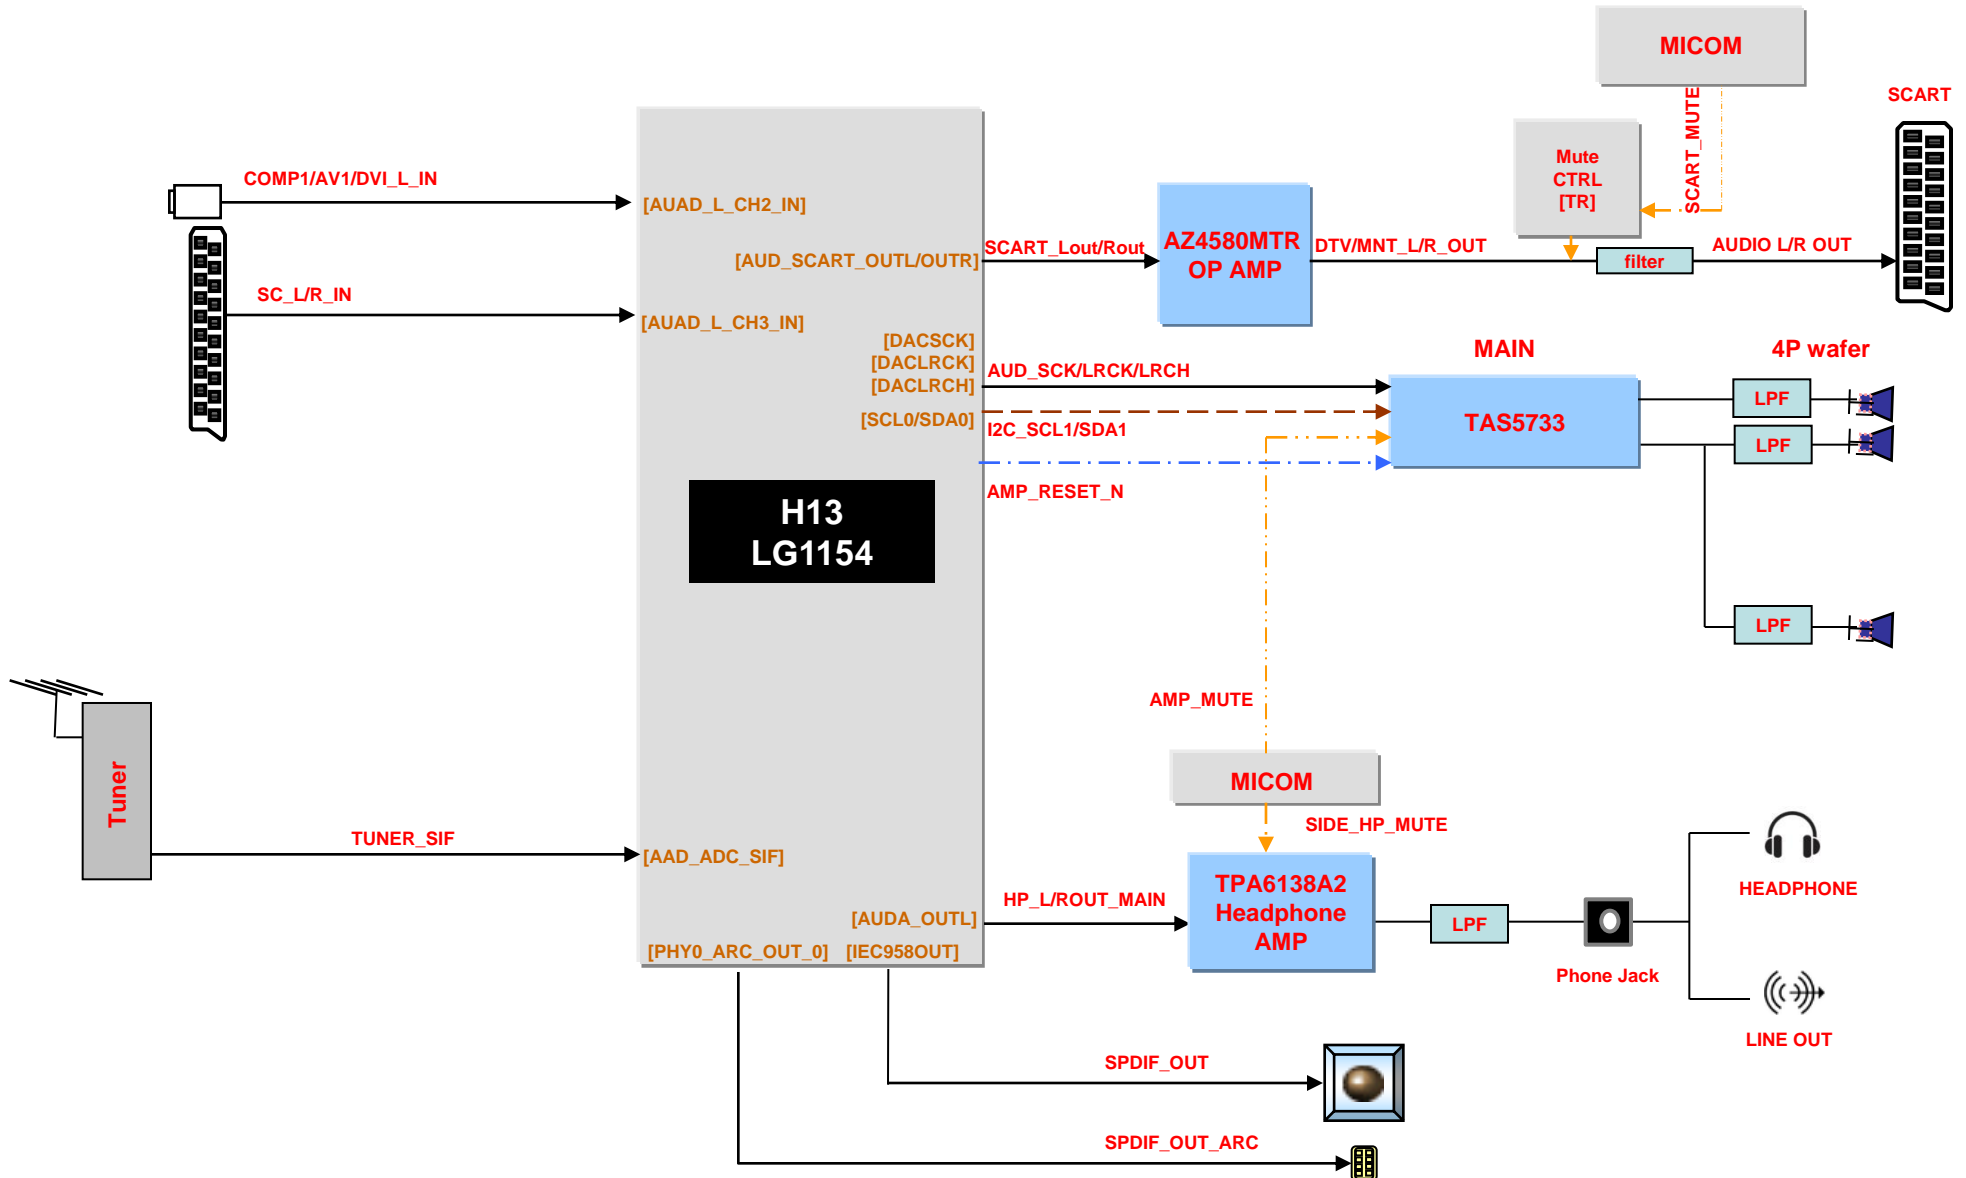 MICOM
SCART
SCART_MUTE
Mute
CTRL
[TR]
COMP1/AV1/DVI_L_IN
[AUAD_L_CH2_IN]
SCART_Lout/Rout
AZ4580MTR
OP AMP
DTV/MNT_L/R_OUT
AUDIO L/R OUT
[AUD_SCART_OUTL/OUTR]
filter
SC_L/R_IN
[AUAD_L_CH3_IN]
[DACSCK]
[DACLRCK]
[DACLRCH]
[SCL0/SDA0]
MAIN
4P wafer
AUD_SCK/LRCK/LRCH
I2C_SCL1/SDA1
TAS5733
LPF
LPF
AMP_RESET_N
H13
LG1154
LPF
AMP_MUTE
MICOM
SIDE_HP_MUTE
Tuner
TUNER_SIF
[AAD_ADC_SIF]
HP_L/ROUT_MAIN
[AUDA_OUTL]
TPA6138A2
Headphone
AMP
LPF
HEADPHONE
[PHY0_ARC_OUT_0] [IEC958OUT]
Phone Jack
LINE OUT
SPDIF_OUT
SPDIF_OUT_ARC